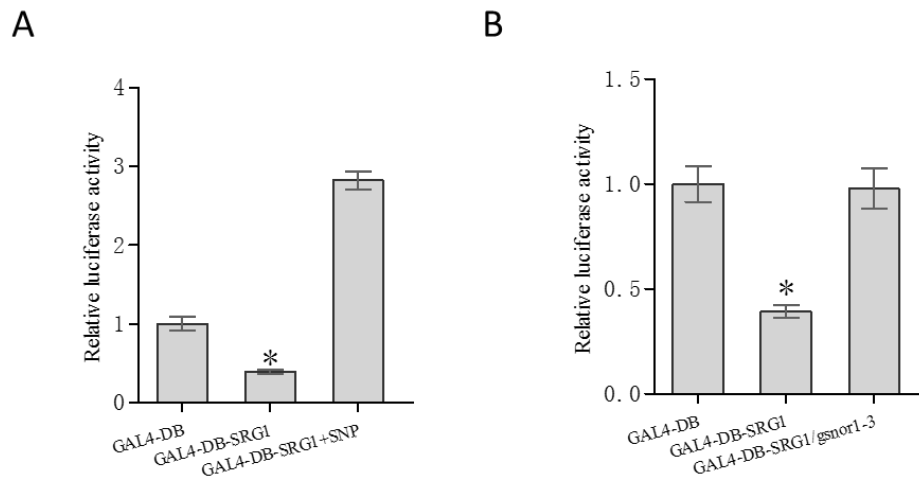 A
Relative luciferase activity
4
3
2
1
0
*
GAL4-DB
GAL4-DB-SRG1
GAL4-DB-SRG1+SNP
B
Relative luciferase activity
1.5
1.0
0.5
0.0
*
GAL4-DB
GAL4-DB-SRG1
GAL4-DB-SRG1/gsnor1-3